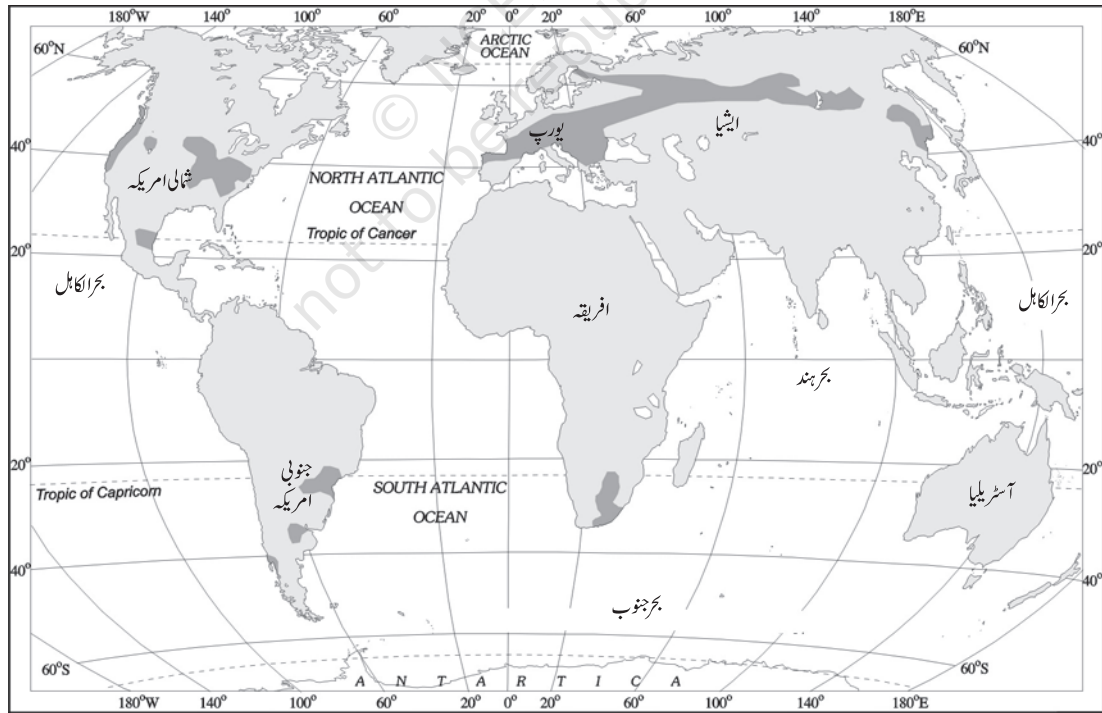 180°W 140° 100° 60° 20° 0° 20° 60° 100° 140° 180°E
ARCTIC
OCEAN
60°N 60°N
40° 40°
یورپ
ایشیا
شمالی امریکہ
NORTH ATLANTIC
OCEAN
Tropic of Cancer
20° 20°
بحرالکاہل
بحرالکاہل
افریقہ
بحر ہند
20° 20°
جنوبی
امریکہ
Tropic of Capricorn
SOUTH ATLANTIC
OCEAN
آسٹریلیا
40° 40°
بحر جنوب
60°S 60°S
A N T A R T I C A
180°W 140° 100° 60° 20° 0° 20° 60° 100° 140° 180°E
not to be